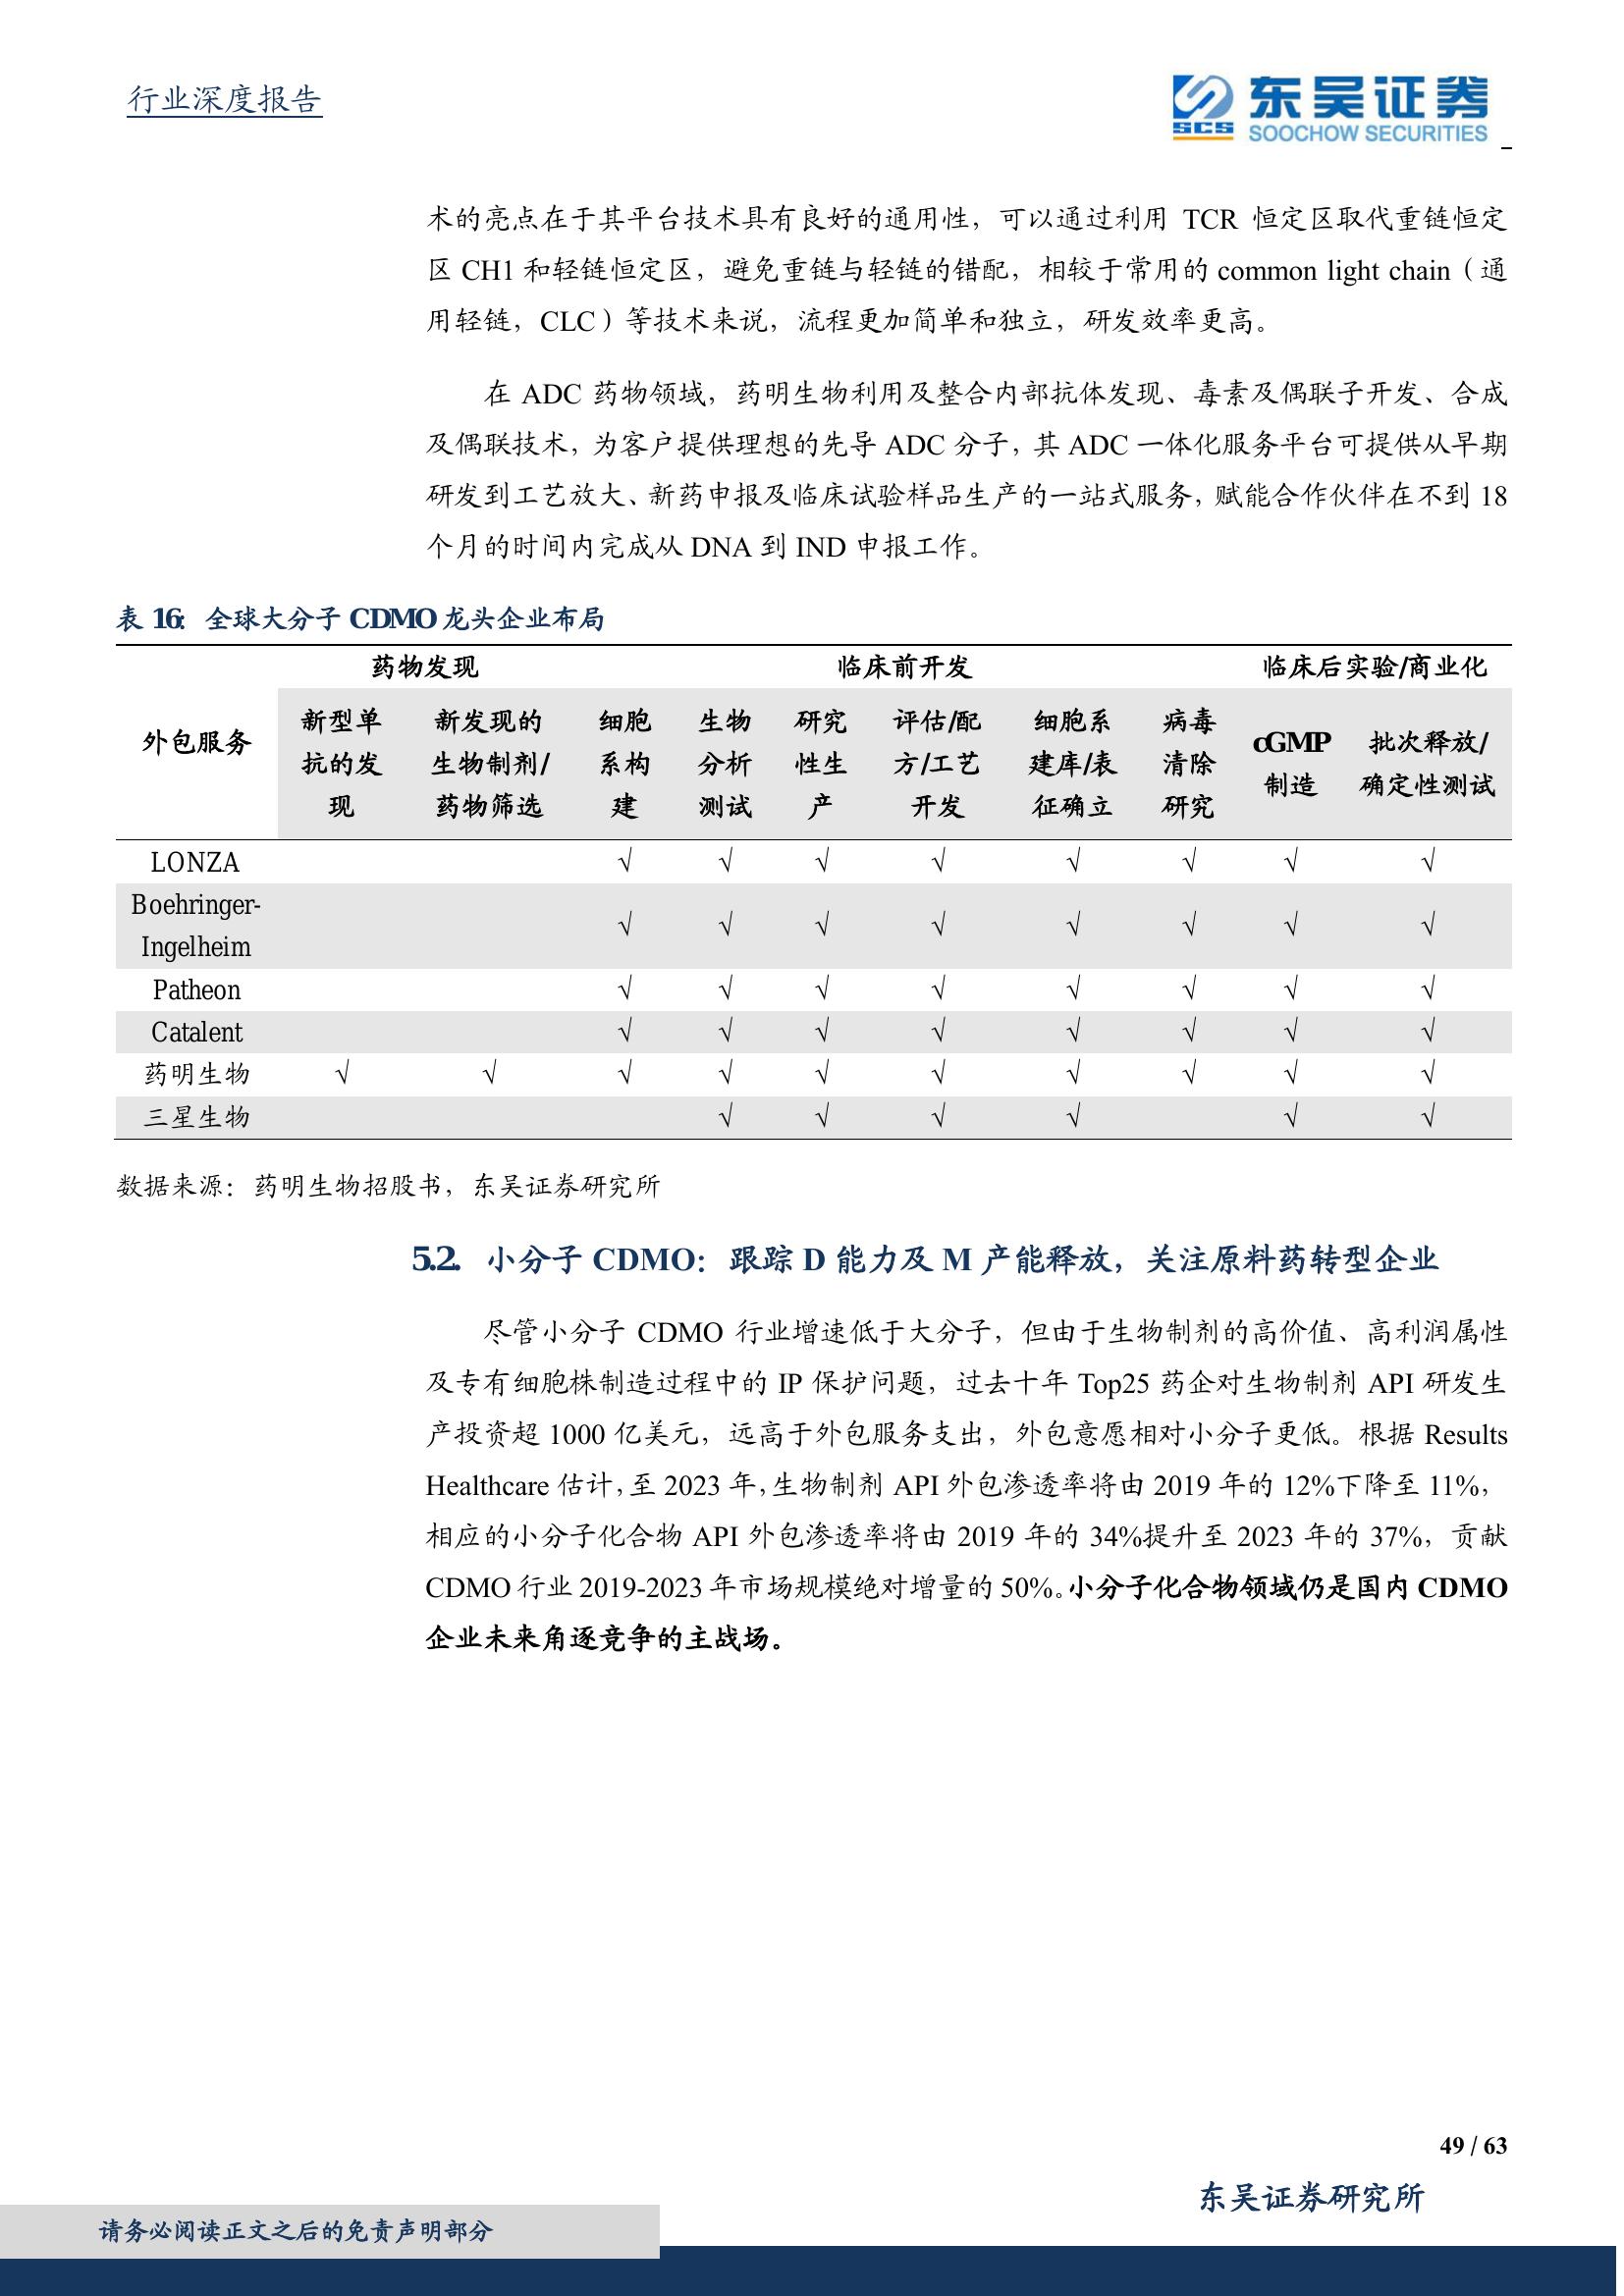 行业深度报告
SCS 东吴证券
SOOCHOW SECURITIES
术的亮点在于其平台技术具有良好的通用性，可以通过利用 TCR 恒定区取代重链恒定
区 CH1 和轻链恒定区，避免重链与轻链的错配，相较于常用的 common light chain（通
用轻链，CLC）等技术来说，流程更加简单和独立，研发效率更高。
在 ADC 药物领域，药明生物利用及整合内部抗体发现、毒素及偶联子开发、合成
及偶联技术，为客户提供理想的先导 ADC 分子，其 ADC 一体化服务平台可提供从早期
研发到工艺放大、新药申报及临床试验样品生产的一站式服务，赋能合作伙伴在不到 18
个月的时间内完成从 DNA 到 IND 申报工作。
表 16：全球大分子 CDMO 龙头企业布局
药物发现 临床前开发 临床后实验/商业化
外包服务 新型单抗的发现 新发现的生物制剂/药物筛选 细胞系构建 生物分析测试 研究性生产 评估/配方/工艺开发 细胞系建库/表征确立 病毒清除研究 cGMP制造 批次释放/确定性测试
LONZA √ √ √ √ √ √ √ √
Boehringer-
Ingelheim √ √ √ √ √ √ √ √
Patheon √ √ √ √ √ √ √ √
Catalent √ √ √ √ √ √ √ √
药明生物 √ √ √ √ √ √ √ √ √ √
三星生物 √ √ √ √ √ √
数据来源：药明生物招股书，东吴证券研究所
5.2. 小分子 CDMO：跟踪 D 能力及 M 产能释放，关注原料药转型企业
尽管小分子 CDMO 行业增速低于大分子，但由于生物制剂的高价值、高利润属性
及专有细胞株制造过程中的 IP 保护问题，过去十年 Top25 药企对生物制剂 API 研发生
产投资超 1000 亿美元，远高于外包服务支出，外包意愿相对小分子更低。根据 Results
Healthcare 估计，至 2023 年，生物制剂 API 外包渗透率将由 2019 年的 12%下降至 11%，
相应的小分子化合物 API 外包渗透率将由 2019 年的 34%提升至 2023 年的 37%，贡献
CDMO 行业 2019-2023 年市场规模绝对增量的 50%。小分子化合物领域仍是国内 CDMO
企业未来角逐竞争的主战场。
49 / 63
东吴证券研究所
请务必阅读正文之后的免责声明部分